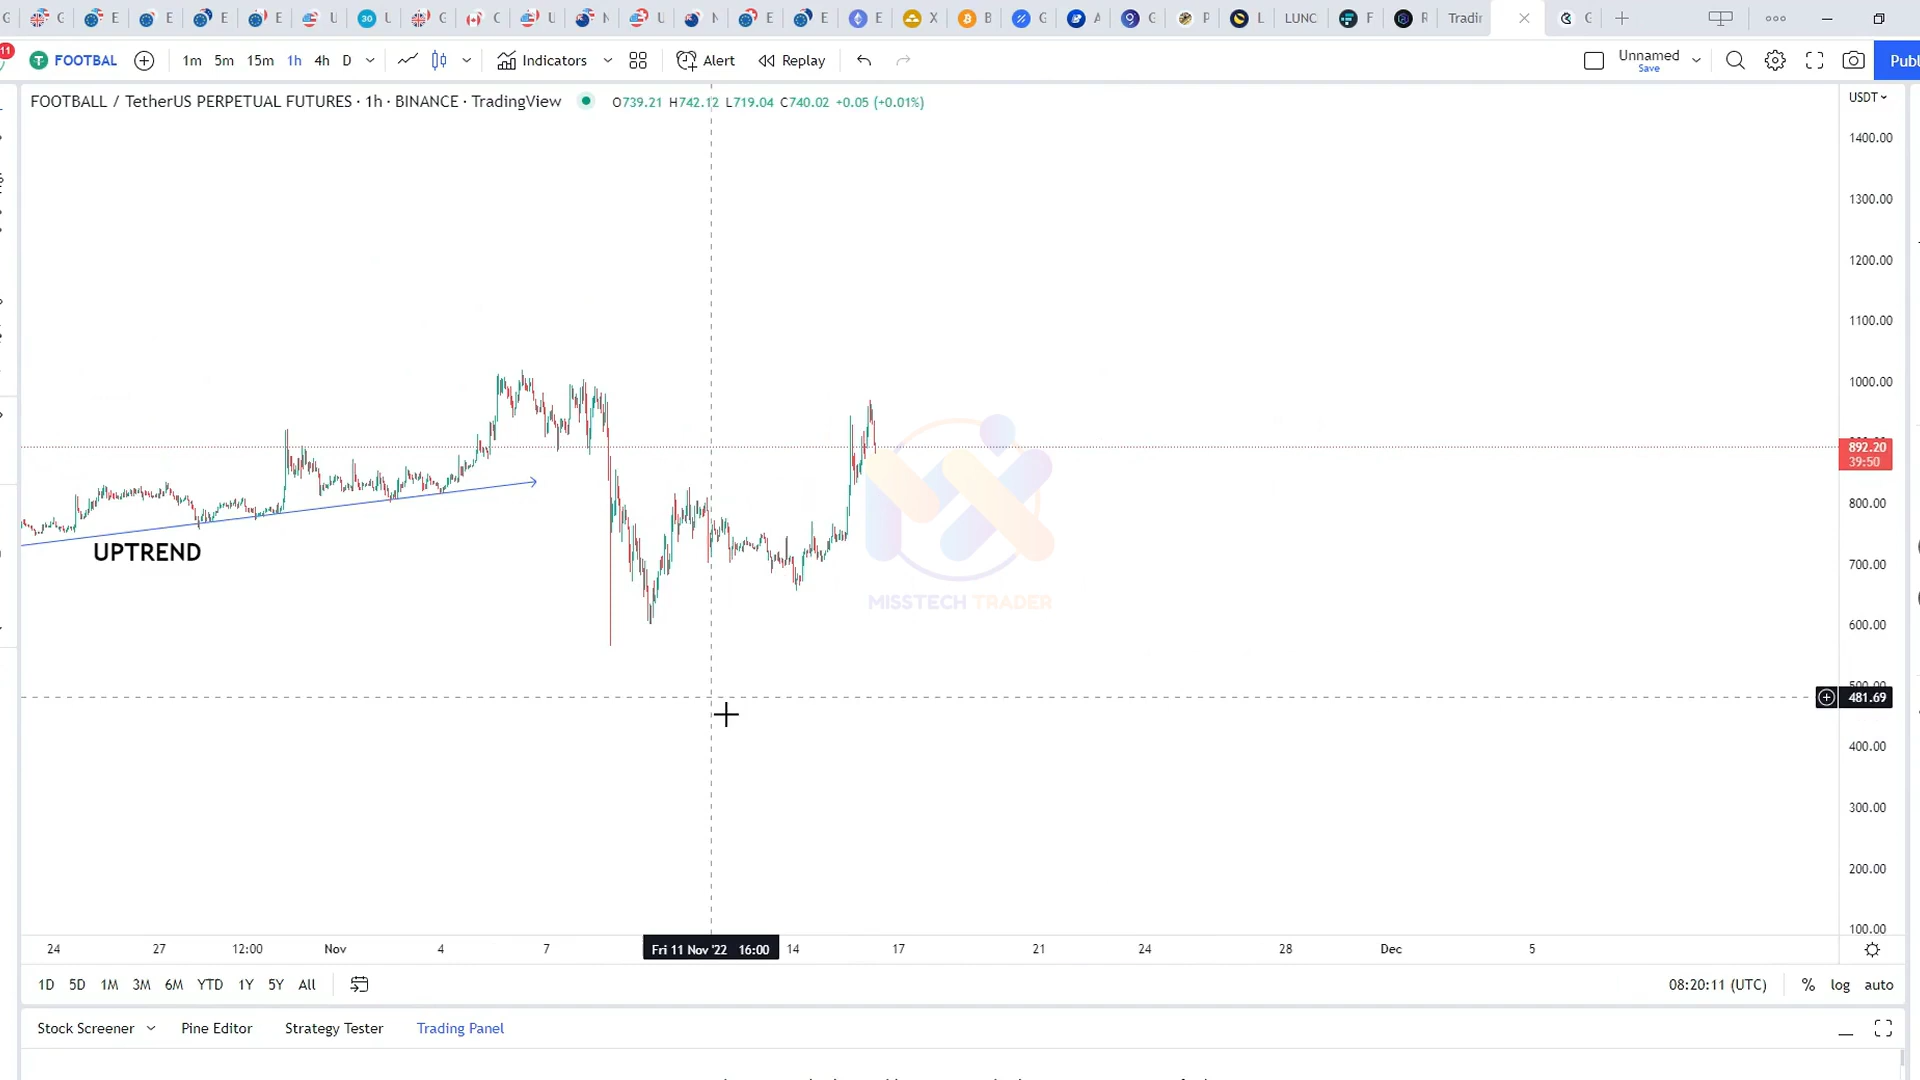 30
LUNC
Tradin
11
FOOTBAL
1m 5m 15m 1h 4h D
Indicators
Alert
Replay
Unnamed
Save
Publ
FOOTBALL / TetherUS PERPETUAL FUTURES · 1h · BINANCE · TradingView
O739.21 H742.12 L719.04 C740.02 +0.05 (+0.01%)
USDT
1400.00
1300.00
1200.00
1100.00
1000.00
892.20
39:50
800.00
700.00
600.00
481.69
400.00
300.00
200.00
100.00
UPTREND
MISSTECH TRADER
24 27 12:00 Nov 4 7 Fri 11 Nov '22 16:00 14 17 21 24 28 Dec 5
1D 5D 1M 3M 6M YTD 1Y 5Y All
08:20:11 (UTC) % log auto
Stock Screener Pine Editor Strategy Tester Trading Panel